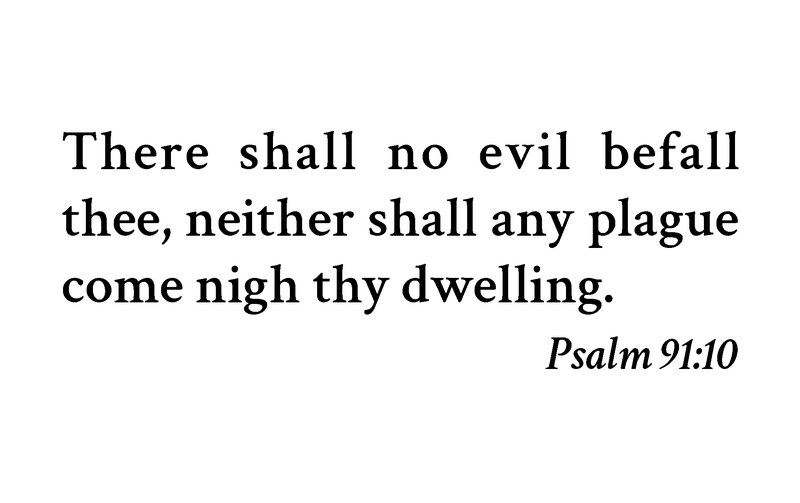 There shall no evil befall
thee, neither shall any plague
come nigh thy dwelling.
Psalm 91:10